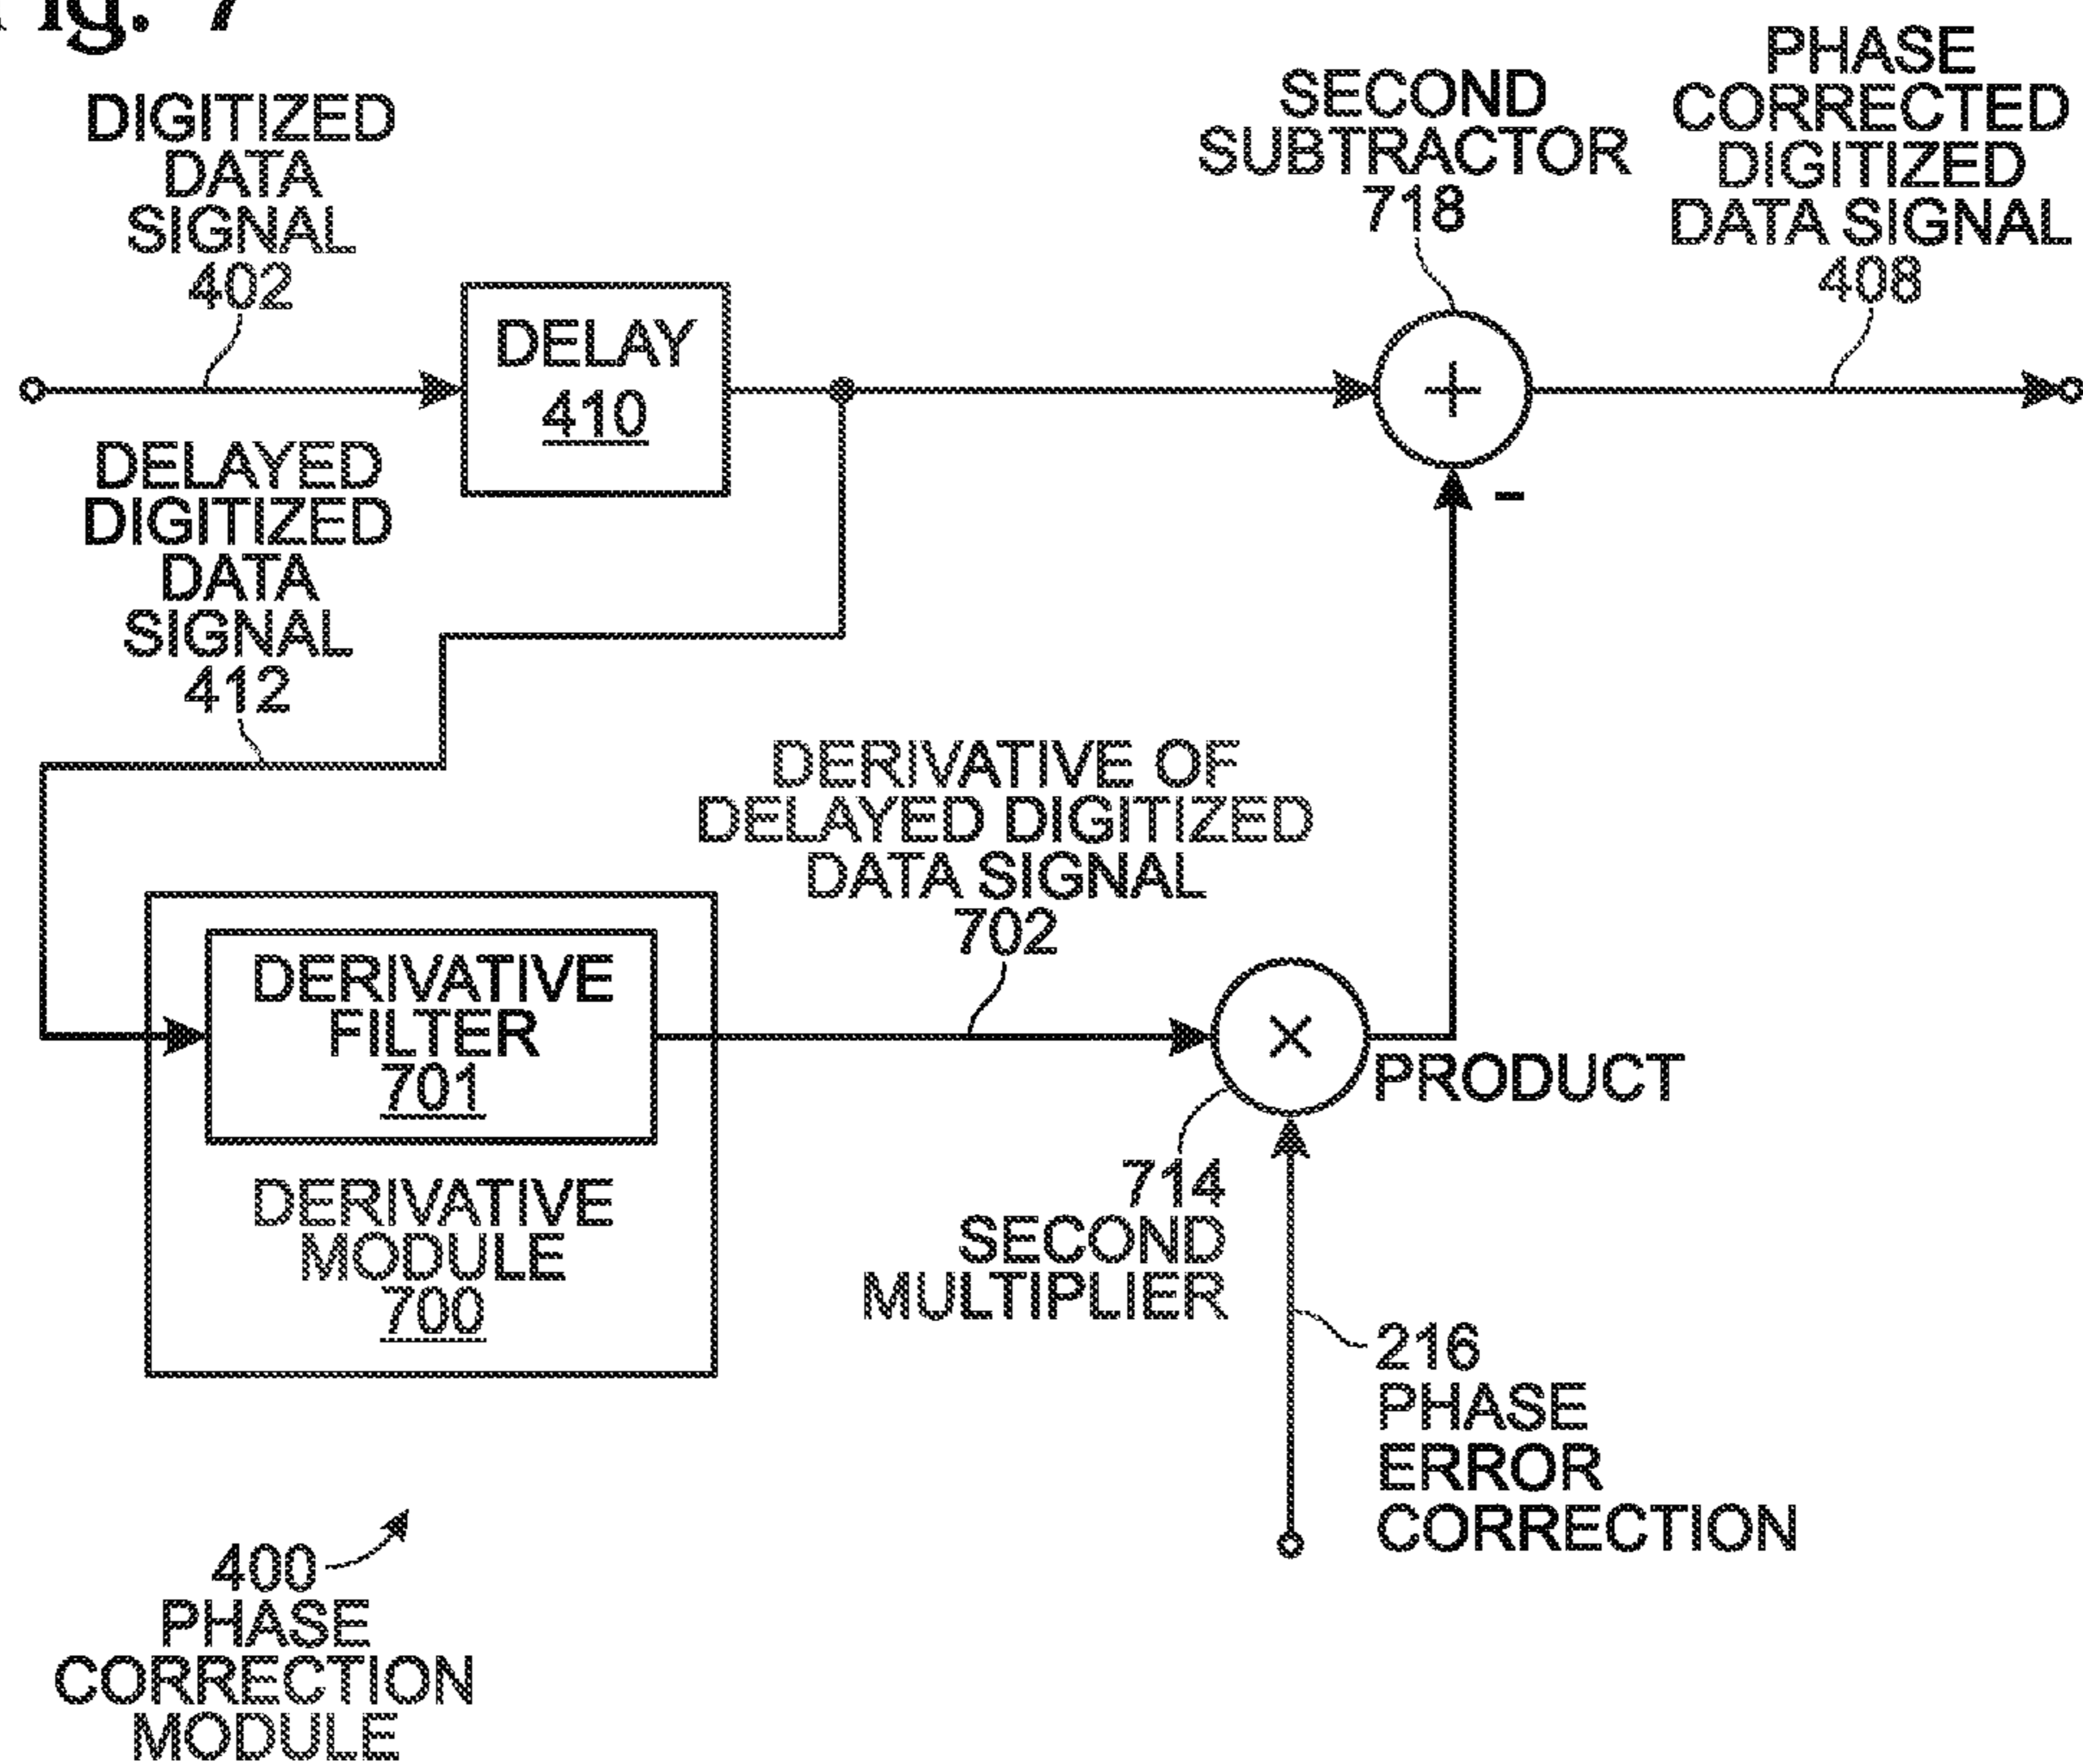 Fig. 7
DIGITIZED
DATA
SIGNAL
402
DELAY
410
SECOND
SUBTRACTOR
718
+
-
PHASE
CORRECTED
DIGITIZED
DATA SIGNAL
408
DELAYED
DIGITIZED
DATA
SIGNAL
412
DERIVATIVE OF
DELAYED DIGITIZED
DATA SIGNAL
702
DERIVATIVE
FILTER
701
DERIVATIVE
MODULE
700
×
PRODUCT
714
SECOND
MULTIPLIER
216
PHASE
ERROR
CORRECTION
400
PHASE
CORRECTION
MODULE